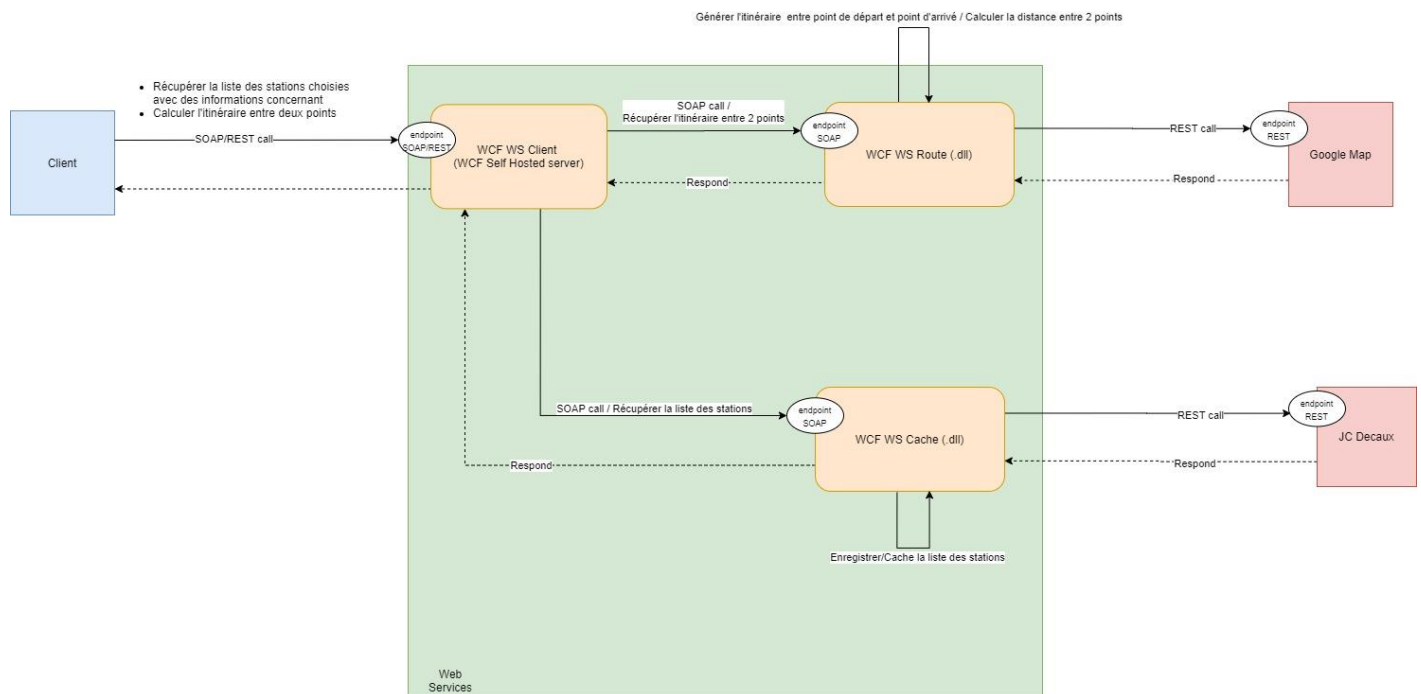 Générer l'itinéraire entre point de départ et point d'arrivé / Calculer la distance entre 2 points
• Récupérer la liste des stations choisies
avec des informations concernant
• Calculer l'itinéraire entre deux points
SOAP/REST call
Client
endpoint
SOAP/REST
WCF WS Client
(WCF Self Hosted server)
SOAP call /
Récupérer l'itinéraire entre 2 points
endpoint
SOAP
WCF WS Route (.dll)
REST call
endpoint
REST
Google Map
Respond
Respond
SOAP call / Récupérer la liste des stations
endpoint
SOAP
WCF WS Cache (.dll)
REST call
endpoint
REST
JC Decaux
Respond
Respond
Enregistrer/Cache la liste des stations
Web
Services